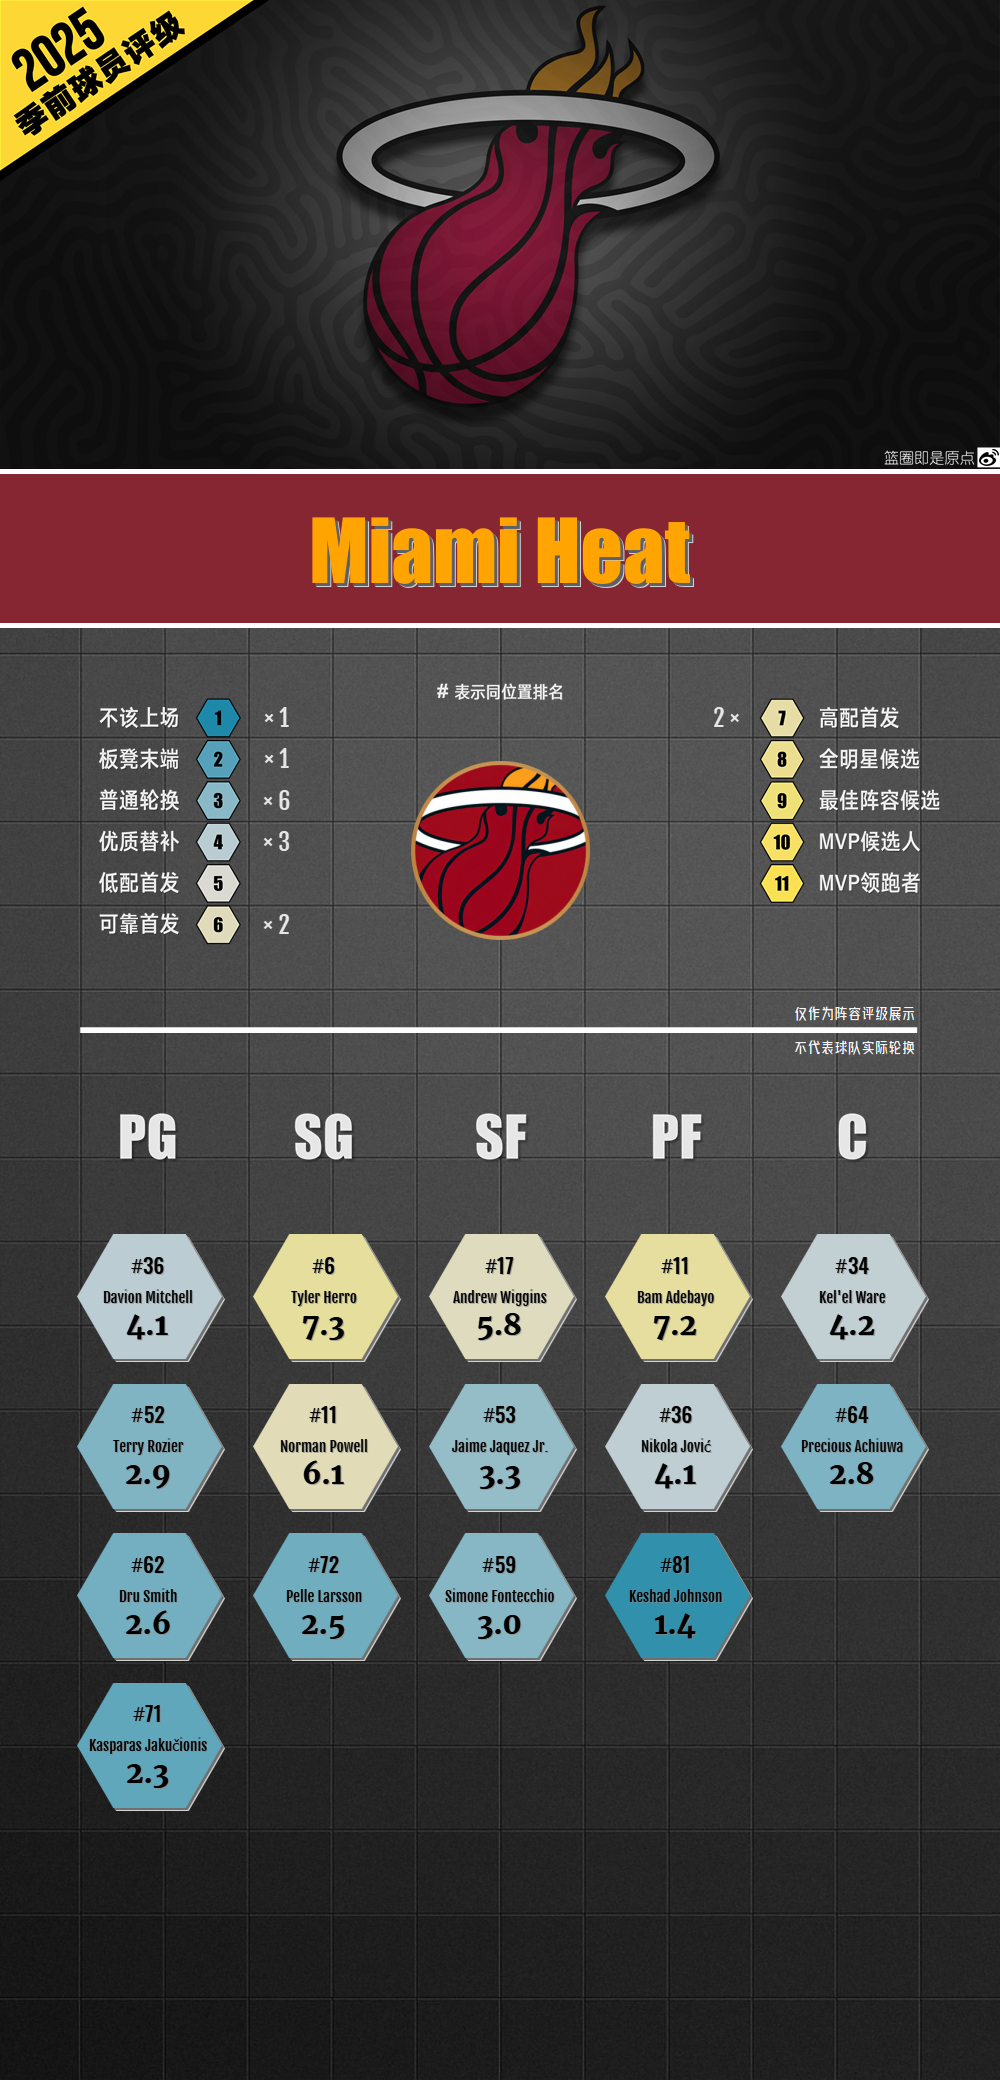 2025
季前球员评级
篮圈即是原点
Miami Heat
# 表示同位置排名
不该上场 1 ×1
板凳末端 2 ×1
普通轮换 3 ×6
优质替补 4 ×3
低配首发 5
可靠首发 6 ×2
2× 7 高配首发
8 全明星候选
9 最佳阵容候选
10 MVP候选人
11 MVP领跑者
仅作为阵容评级展示
不代表球队实际轮换
PG SG SF PF C
#36 #6 #17 #11 #34
Davion Mitchell Tyler Herro Andrew Wiggins Bam Adebayo Kel'el Ware
4.1 7.3 5.8 7.2 4.2
#52 #11 #53 #36 #64
Terry Rozier Norman Powell Jaime Jaquez Jr. Nikola Jović Precious Achiuwa
2.9 6.1 3.3 4.1 2.8
#62 #72 #59 #81
Dru Smith Pelle Larsson Simone Fontecchio Keshad Johnson
2.6 2.5 3.0 1.4
#71
Kasparas Jakučionis
2.3